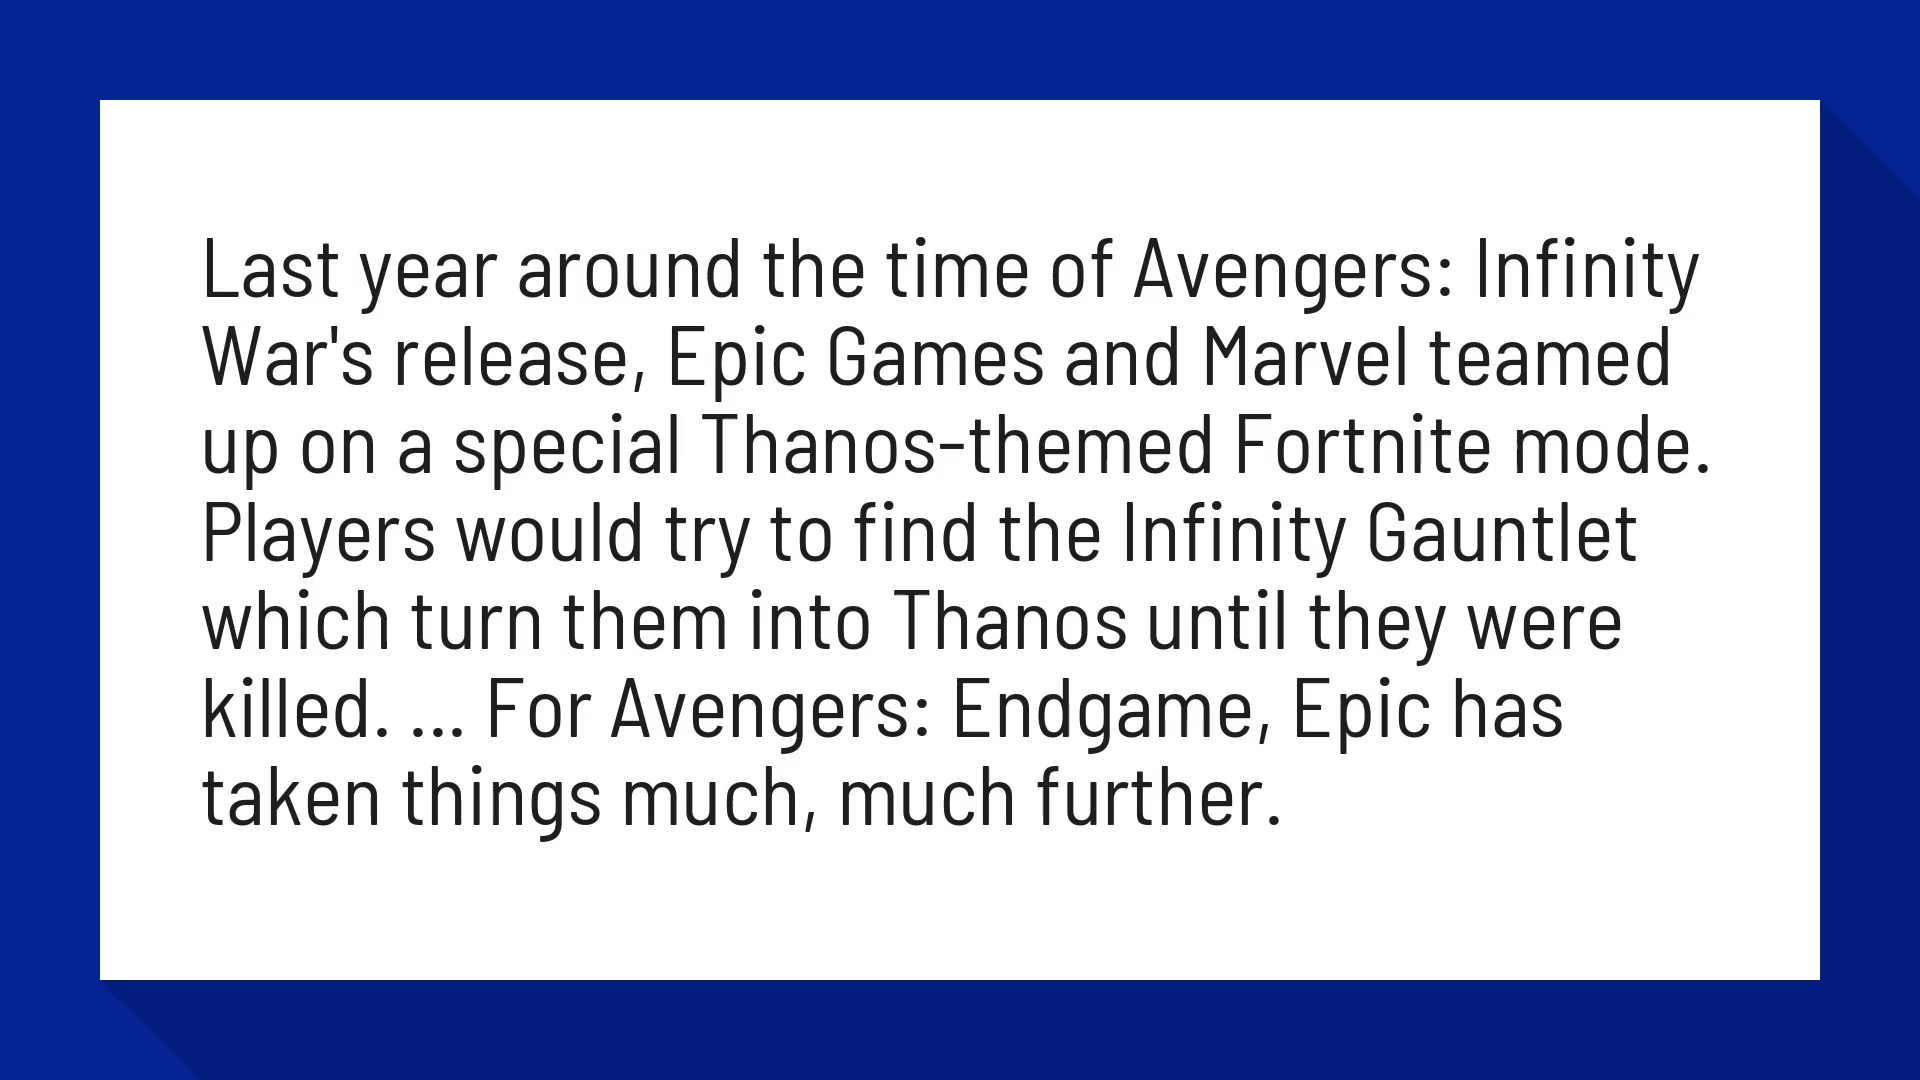 Last year around the time of Avengers: Infinity
War's release, Epic Games and Marvel teamed
up on a special Thanos-themed Fortnite mode.
Players would try to find the Infinity Gauntlet
which turn them into Thanos until they were
killed. ... For Avengers: Endgame, Epic has
taken things much, much further.